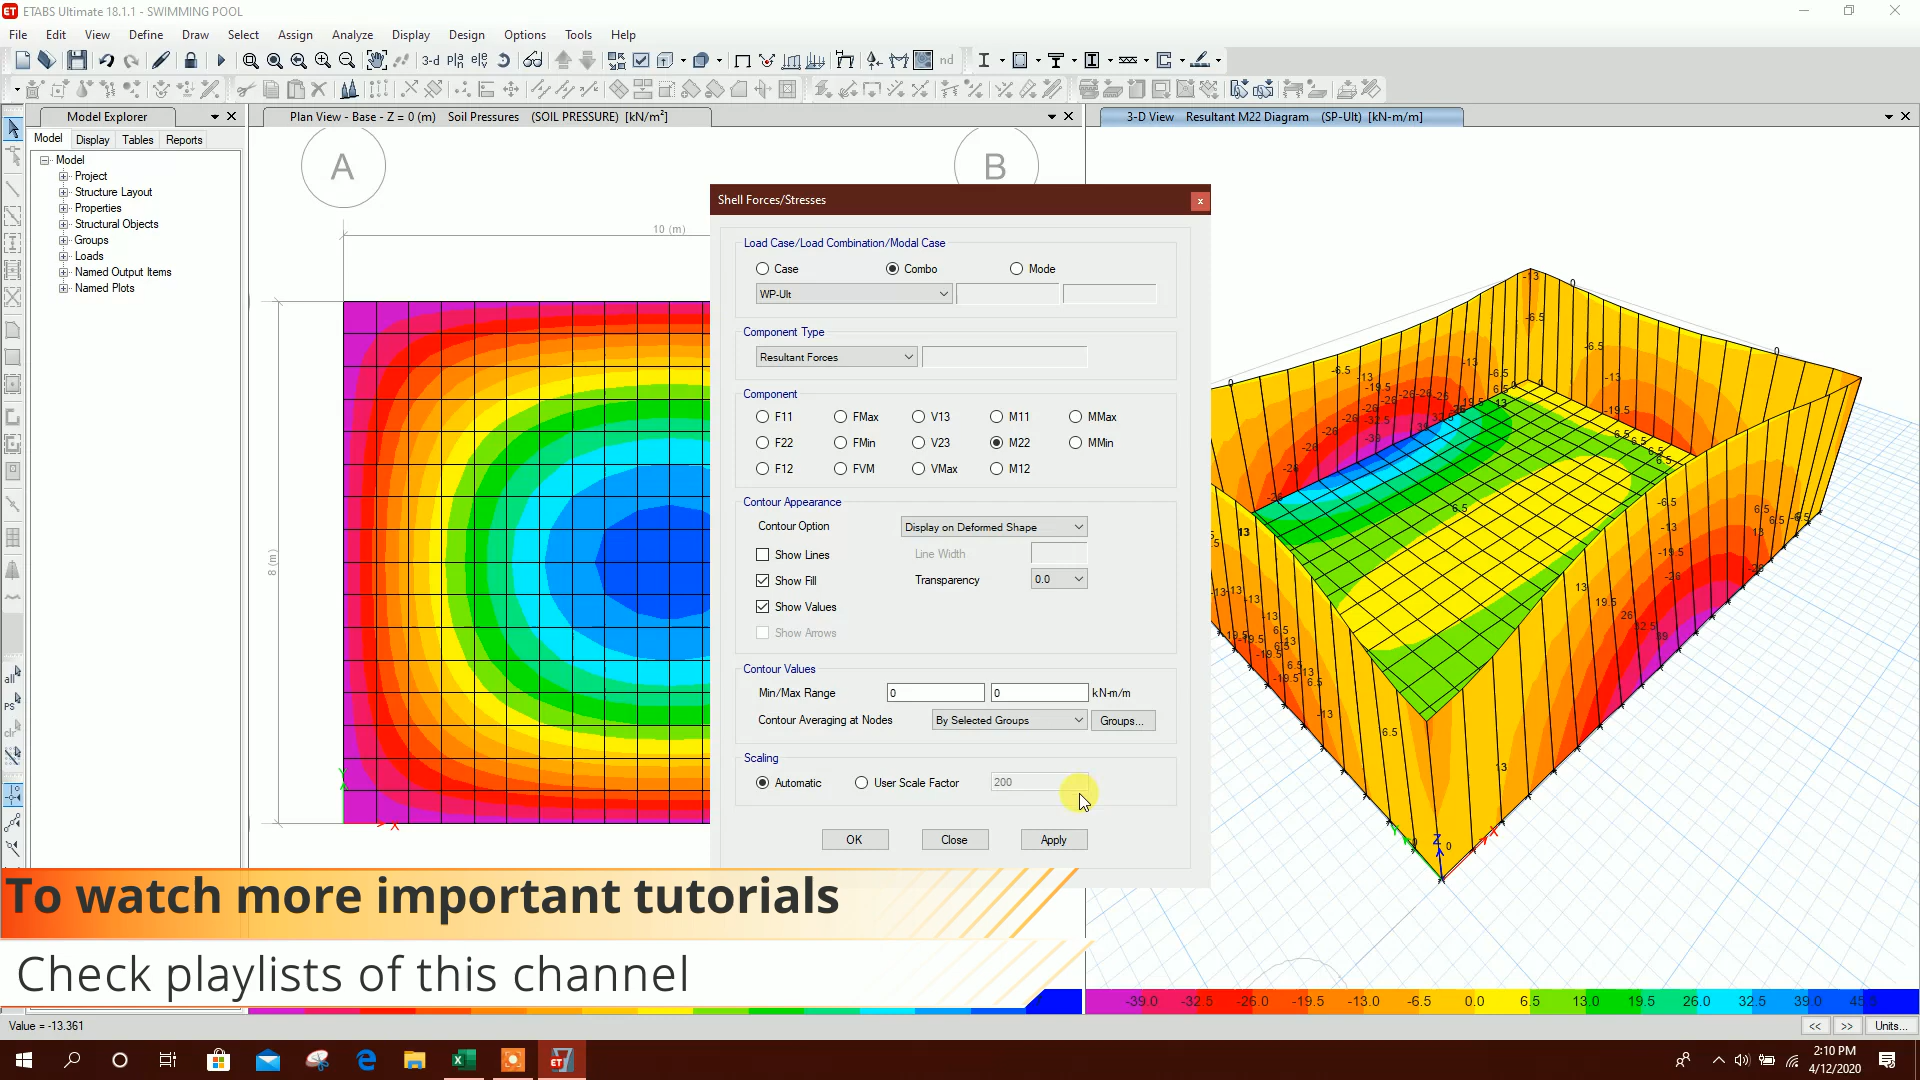 ETABS Ultimate 18.1.1 - SWIMMING POOL
File Edit View Define Draw Select Assign Analyze Display Design Options Tools Help
3-d nd
Model Explorer
Plan View - Base - Z = 0 (m) Soil Pressures (SOIL PRESSURE) [kN/m²]
3-D View Resultant M22 Diagram (SP-Ult) [kN-m/m]
Model Display Tables Reports
Model
Project
Structure Layout
Properties
Structural Objects
Groups
Loads
Named Output Items
Named Plots
A
B
10 (m)
8 (m)
Shell Forces/Stresses
Load Case/Load Combination/Modal Case
Case Combo Mode
WP-Ult
Component Type
Resultant Forces
Component
F11 FMax V13 M11 MMax
F22 FMin V23 M22 MMin
F12 FVM VMax M12
Contour Appearance
Contour Option Display on Deformed Shape
Show Lines Line Width
Show Fill Transparency 0.0
Show Values
Show Arrows
Contour Values
Min/Max Range 0 0 kN-m/m
Contour Averaging at Nodes By Selected Groups Groups...
Scaling
Automatic User Scale Factor 200
OK Close Apply
To watch more important tutorials
Check playlists of this channel
-39.0 -32.5 -26.0 -19.5 -13.0 -6.5 0.0 6.5 13.0 19.5 26.0 32.5 39.0
Value = -13.361
<< >> Units...
2:10 PM
4/12/2020